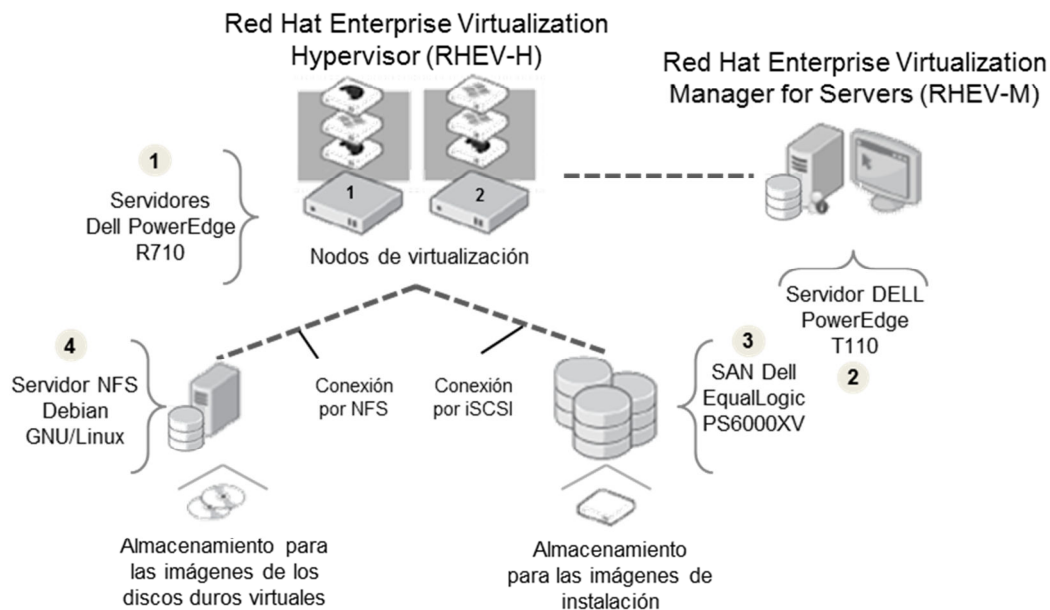 Red Hat Enterprise Virtualization
Hypervisor (RHEV-H)
Red Hat Enterprise Virtualization
Manager for Servers (RHEV-M)
1
Servidores
Dell PowerEdge
R710
1
2
Nodos de virtualización
Servidor DELL
PowerEdge
T110
2
4
Servidor NFS
Debian
GNU/Linux
Conexión
por NFS
Conexión
por iSCSI
3
SAN Dell
EqualLogic
PS6000XV
Almacenamiento para
las imágenes de los
discos duros virtuales
Almacenamiento
para las imágenes de
instalación